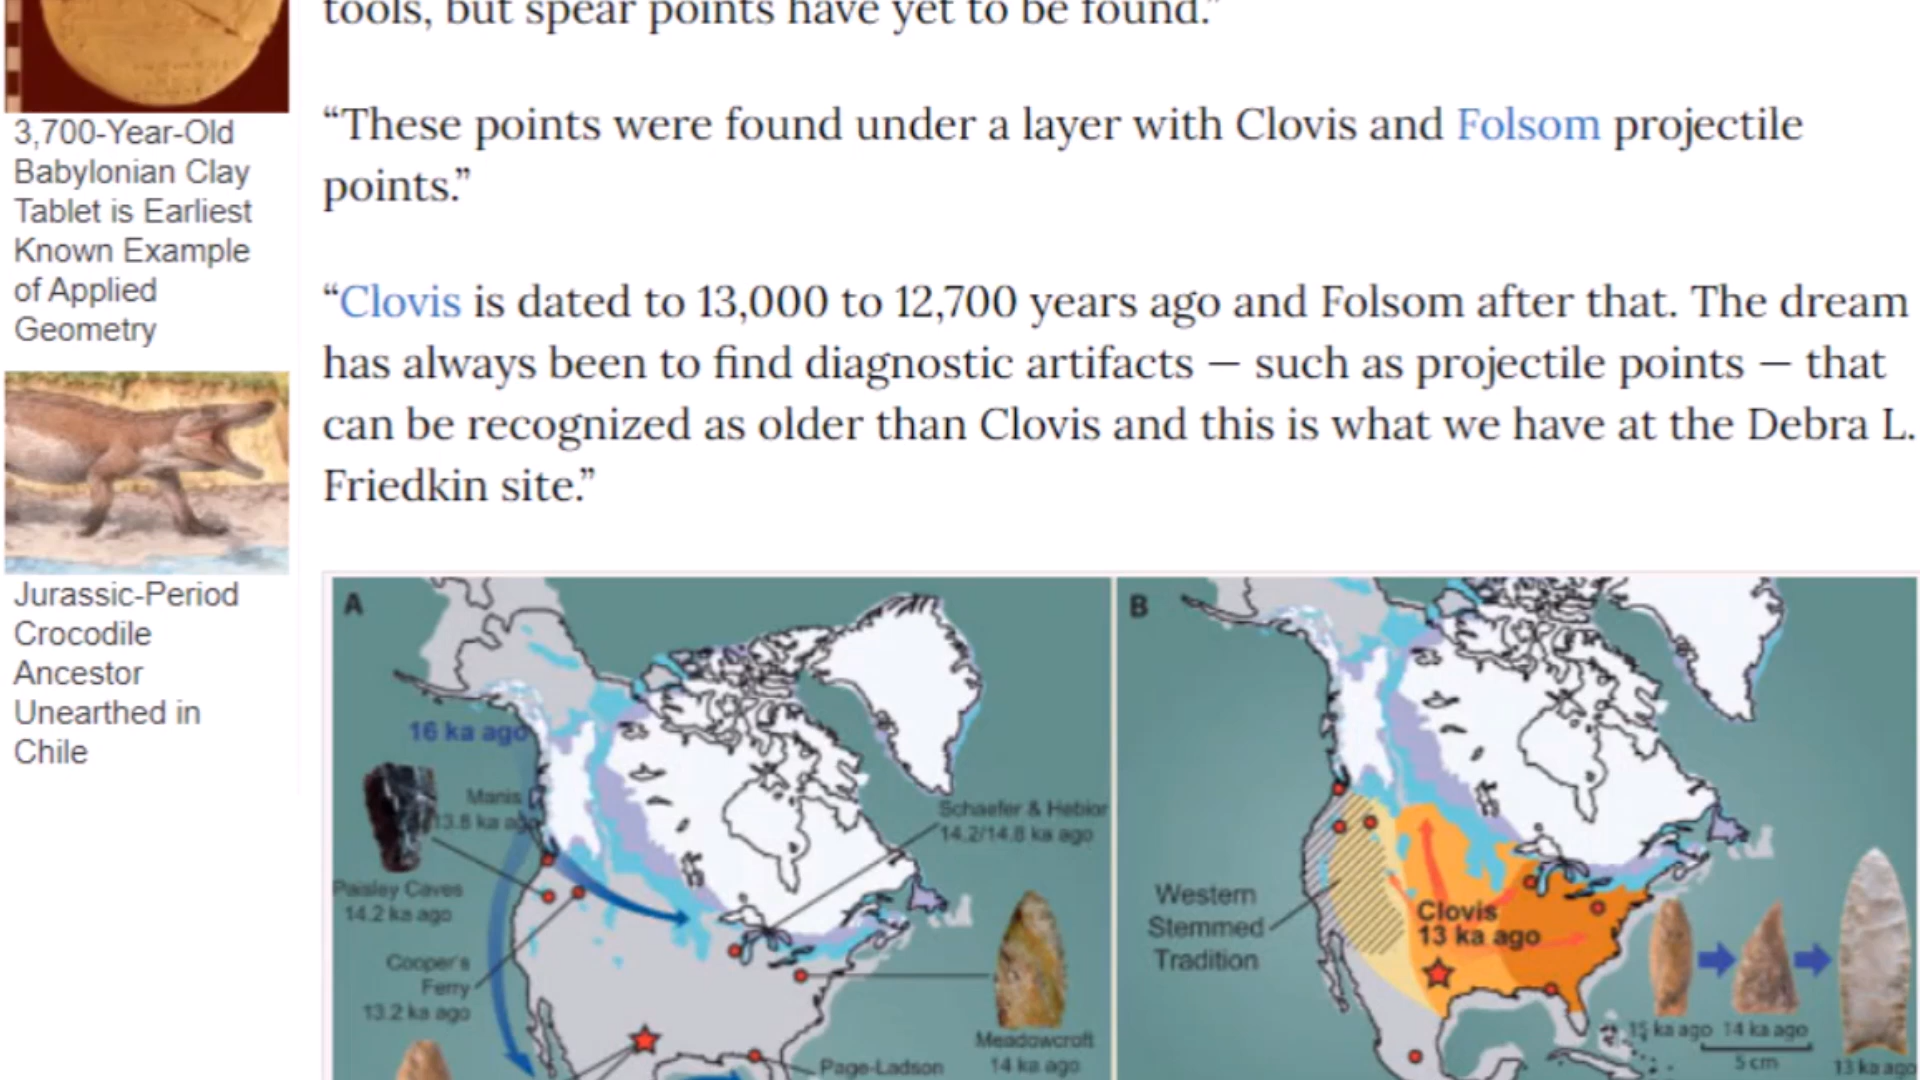 tools, but spear points have yet to be found.”
“These points were found under a layer with Clovis and Folsom projectile
points.”
“Clovis is dated to 13,000 to 12,700 years ago and Folsom after that. The dream
has always been to find diagnostic artifacts — such as projectile points — that
can be recognized as older than Clovis and this is what we have at the Debra L.
Friedkin site.”
3,700-Year-Old
Babylonian Clay
Tablet is Earliest
Known Example
of Applied
Geometry
Jurassic-Period
Crocodile
Ancestor
Unearthed in
Chile
A
16 ka ago
Manis
13.8 ka ago
Schaefer & Hebior
14.2/14.8 ka ago
Paisley Caves
14.2 ka ago
Cooper's
Ferry
13.2 ka ago
Meadowcroft
14 ka ago
Page-Ladson
B
Western
Stemmed
Tradition
Clovis
13 ka ago
15 ka ago
14 ka ago
5 cm
13 ka ago